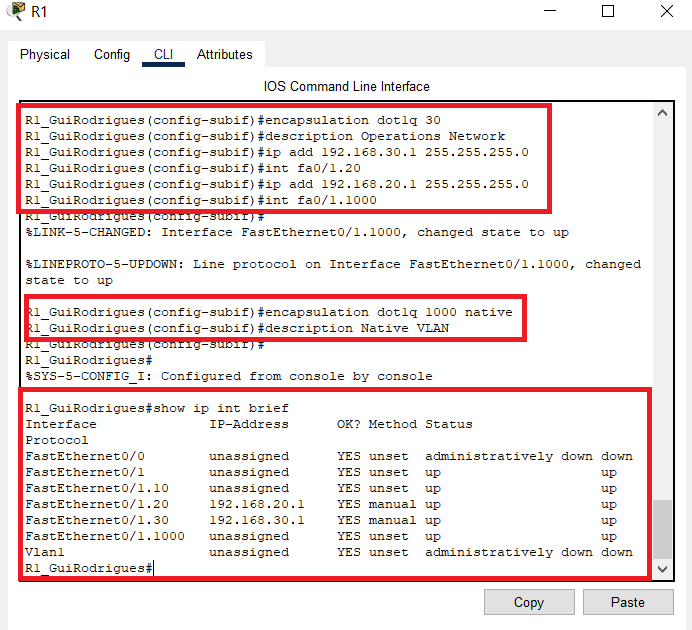 R1
Physical Config CLI Attributes
IOS Command Line Interface
R1_GuiRodrigues(config-subif)#encapsulation dot1q 30
R1_GuiRodrigues(config-subif)#description Operations Network
R1_GuiRodrigues(config-subif)#ip add 192.168.30.1 255.255.255.0
R1_GuiRodrigues(config-subif)#int fa0/1.20
R1_GuiRodrigues(config-subif)#ip add 192.168.20.1 255.255.255.0
R1_GuiRodrigues(config-subif)#int fa0/1.1000
R1_GuiRodrigues(config-subif)#
%LINK-5-CHANGED: Interface FastEthernet0/1.1000, changed state to up
%LINEPROTO-5-UPDOWN: Line protocol on Interface FastEthernet0/1.1000, changed
state to up
R1_GuiRodrigues(config-subif)#encapsulation dot1q 1000 native
R1_GuiRodrigues(config-subif)#description Native VLAN
R1_GuiRodrigues(config-subif)#
R1_GuiRodrigues#
%SYS-5-CONFIG_I: Configured from console by console
R1_GuiRodrigues#show ip int brief
Interface IP-Address OK? Method Status
Protocol
FastEthernet0/0 unassigned YES unset administratively down down
FastEthernet0/1 unassigned YES unset up up
FastEthernet0/1.10 unassigned YES unset up up
FastEthernet0/1.20 192.168.20.1 YES manual up up
FastEthernet0/1.30 192.168.30.1 YES manual up up
FastEthernet0/1.1000 unassigned YES unset up up
Vlan1 unassigned YES unset administratively down down
R1_GuiRodrigues#
Copy Paste